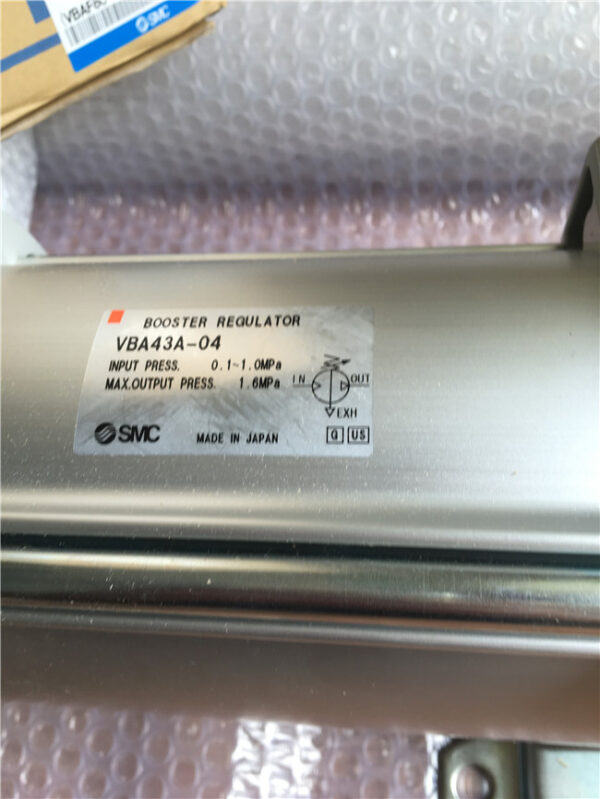 SMC
BOOSTER REGULATOR
VBA43A-04
INPUT PRESS. 0.1~1.0MPa
MAX.OUTPUT PRESS. 1.6MPa
IN OUT
EXH
SMC MADE IN JAPAN Q US